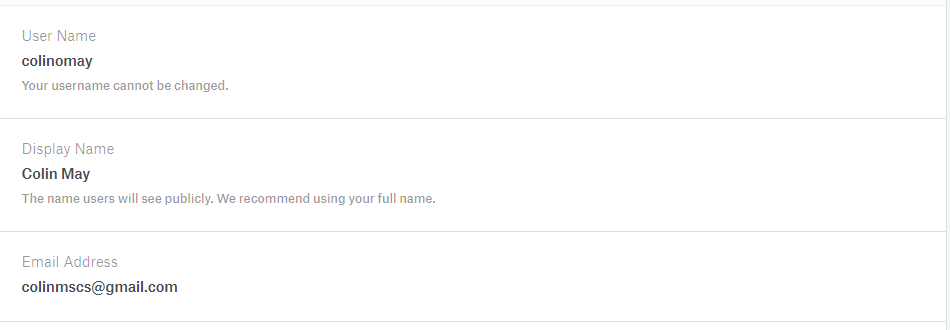 User Name
colinomay
Your username cannot be changed.
Display Name
Colin May
The name users will see publicly. We recommend using your full name.
Email Address
colinmscs@gmail.com